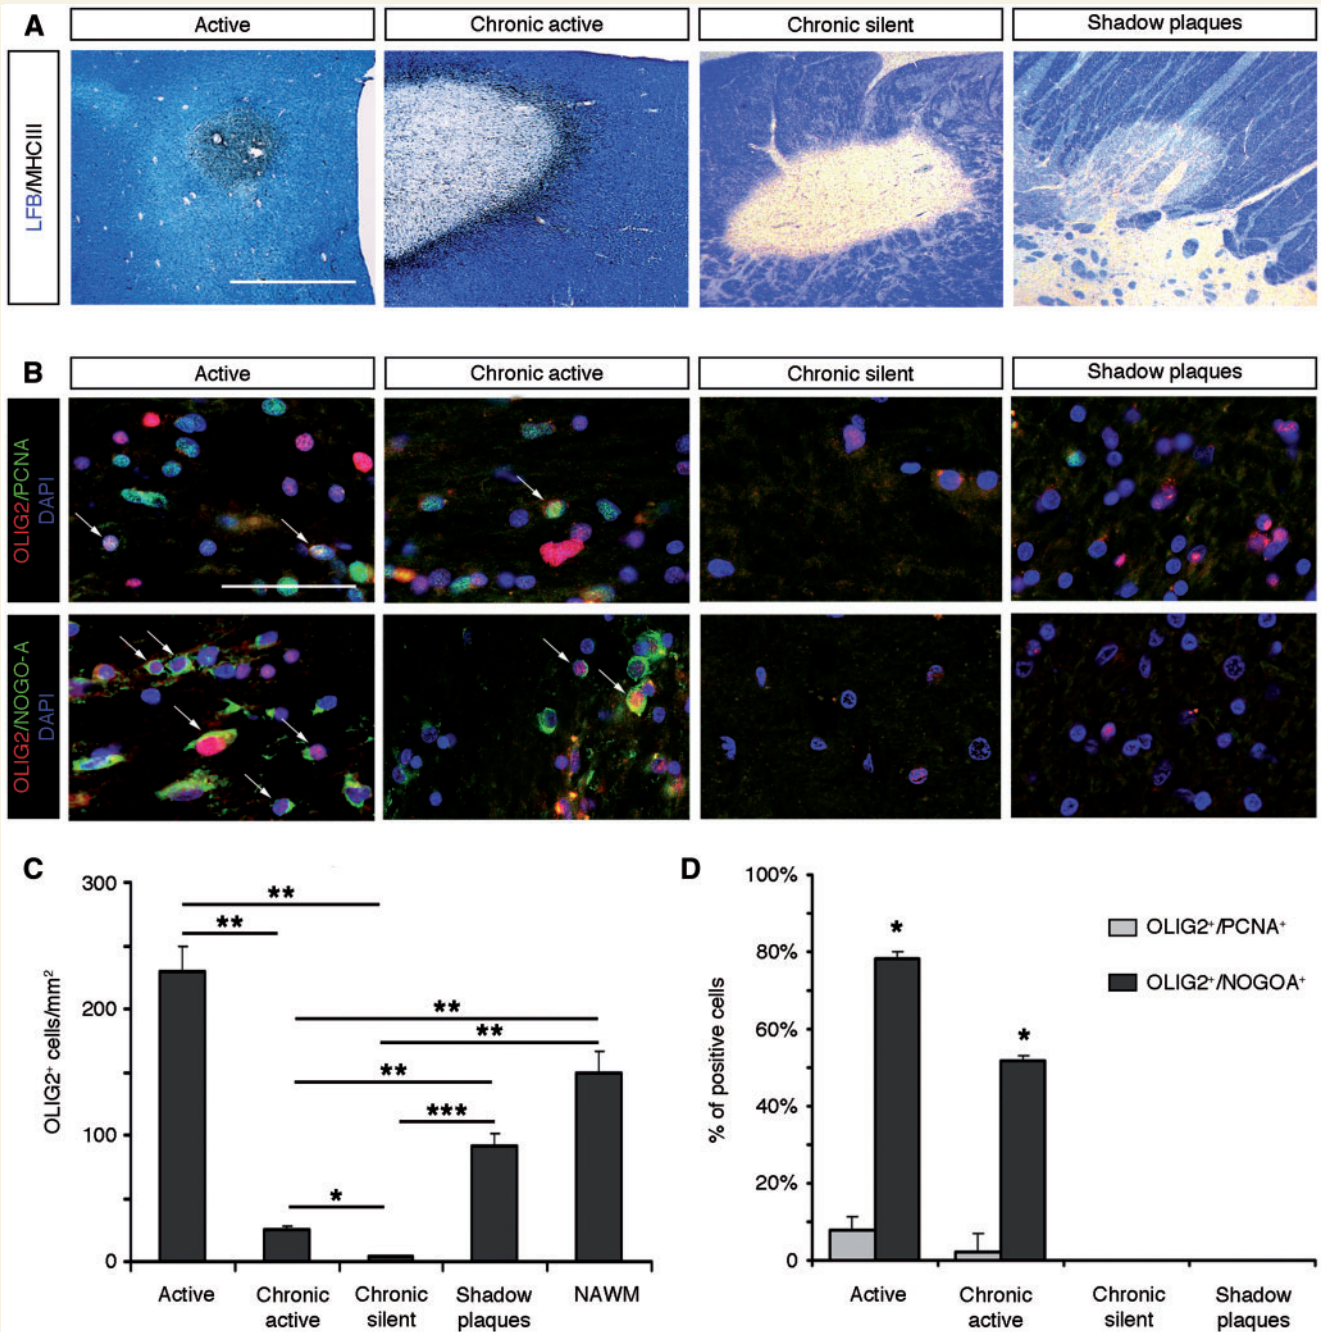 A
Active
Chronic active
Chronic silent
Shadow plaques
LFB/MHCIII
B
Active
Chronic active
Chronic silent
Shadow plaques
OLIG2/PCNA
DAPI
OLIG2/NOGO-A
DAPI
C
OLIG2⁺ cells/mm²
300
200
100
0
**
**
**
**
**
***
*
Active
Chronic
active
Chronic
silent
Shadow
plaques
NAWM
D
% of positive cells
100%
80%
60%
40%
20%
0
*
*
OLIG2⁺/PCNA⁺
OLIG2⁺/NOGOA⁺
Active
Chronic
active
Chronic
silent
Shadow
plaques